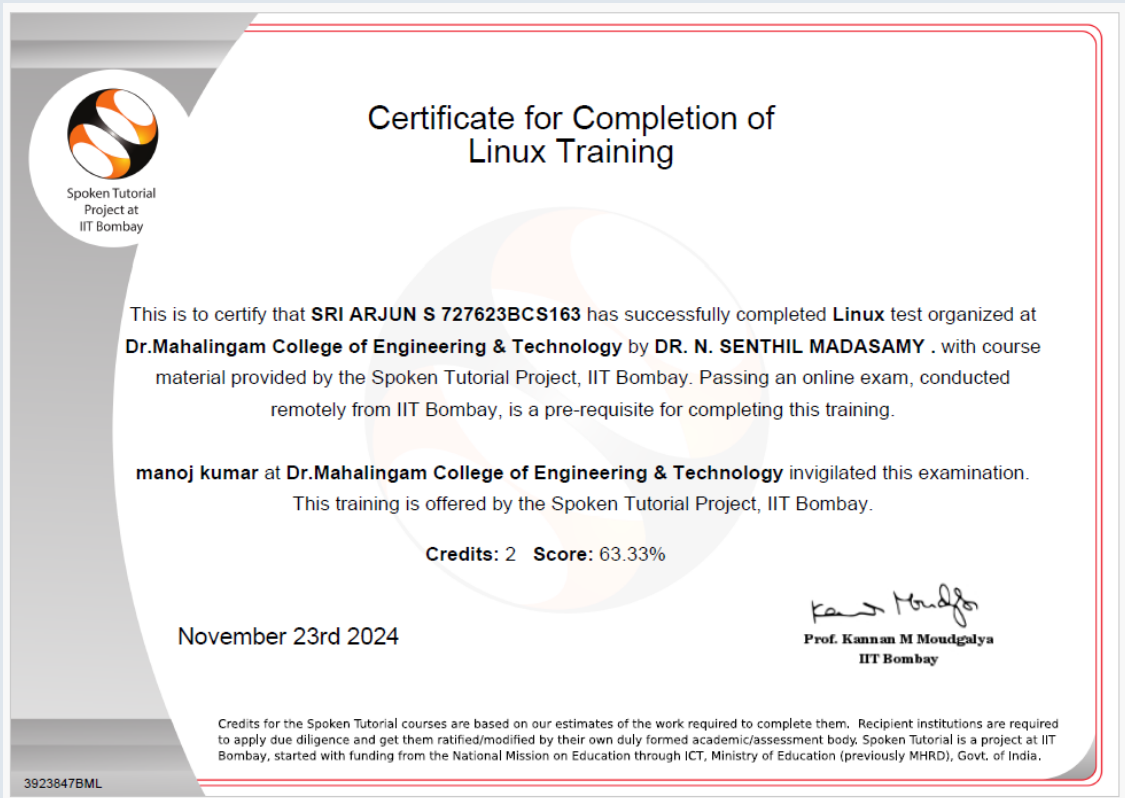 Certificate for Completion of
Linux Training
Spoken Tutorial
Project at
IIT Bombay
This is to certify that SRI ARJUN S 727623BCS163 has successfully completed Linux test organized at
Dr.Mahalingam College of Engineering & Technology by DR. N. SENTHIL MADASAMY . with course
material provided by the Spoken Tutorial Project, IIT Bombay. Passing an online exam, conducted
remotely from IIT Bombay, is a pre-requisite for completing this training.
manoj kumar at Dr.Mahalingam College of Engineering & Technology invigilated this examination.
This training is offered by the Spoken Tutorial Project, IIT Bombay.
Credits: 2 Score: 63.33%
November 23rd 2024
Prof. Kannan M Moudgalya
IIT Bombay
Credits for the Spoken Tutorial courses are based on our estimates of the work required to complete them. Recipient institutions are required
to apply due diligence and get them ratified/modified by their own duly formed academic/assessment body. Spoken Tutorial is a project at IIT
Bombay, started with funding from the National Mission on Education through ICT, Ministry of Education (previously MHRD), Govt. of India.
3923847BML